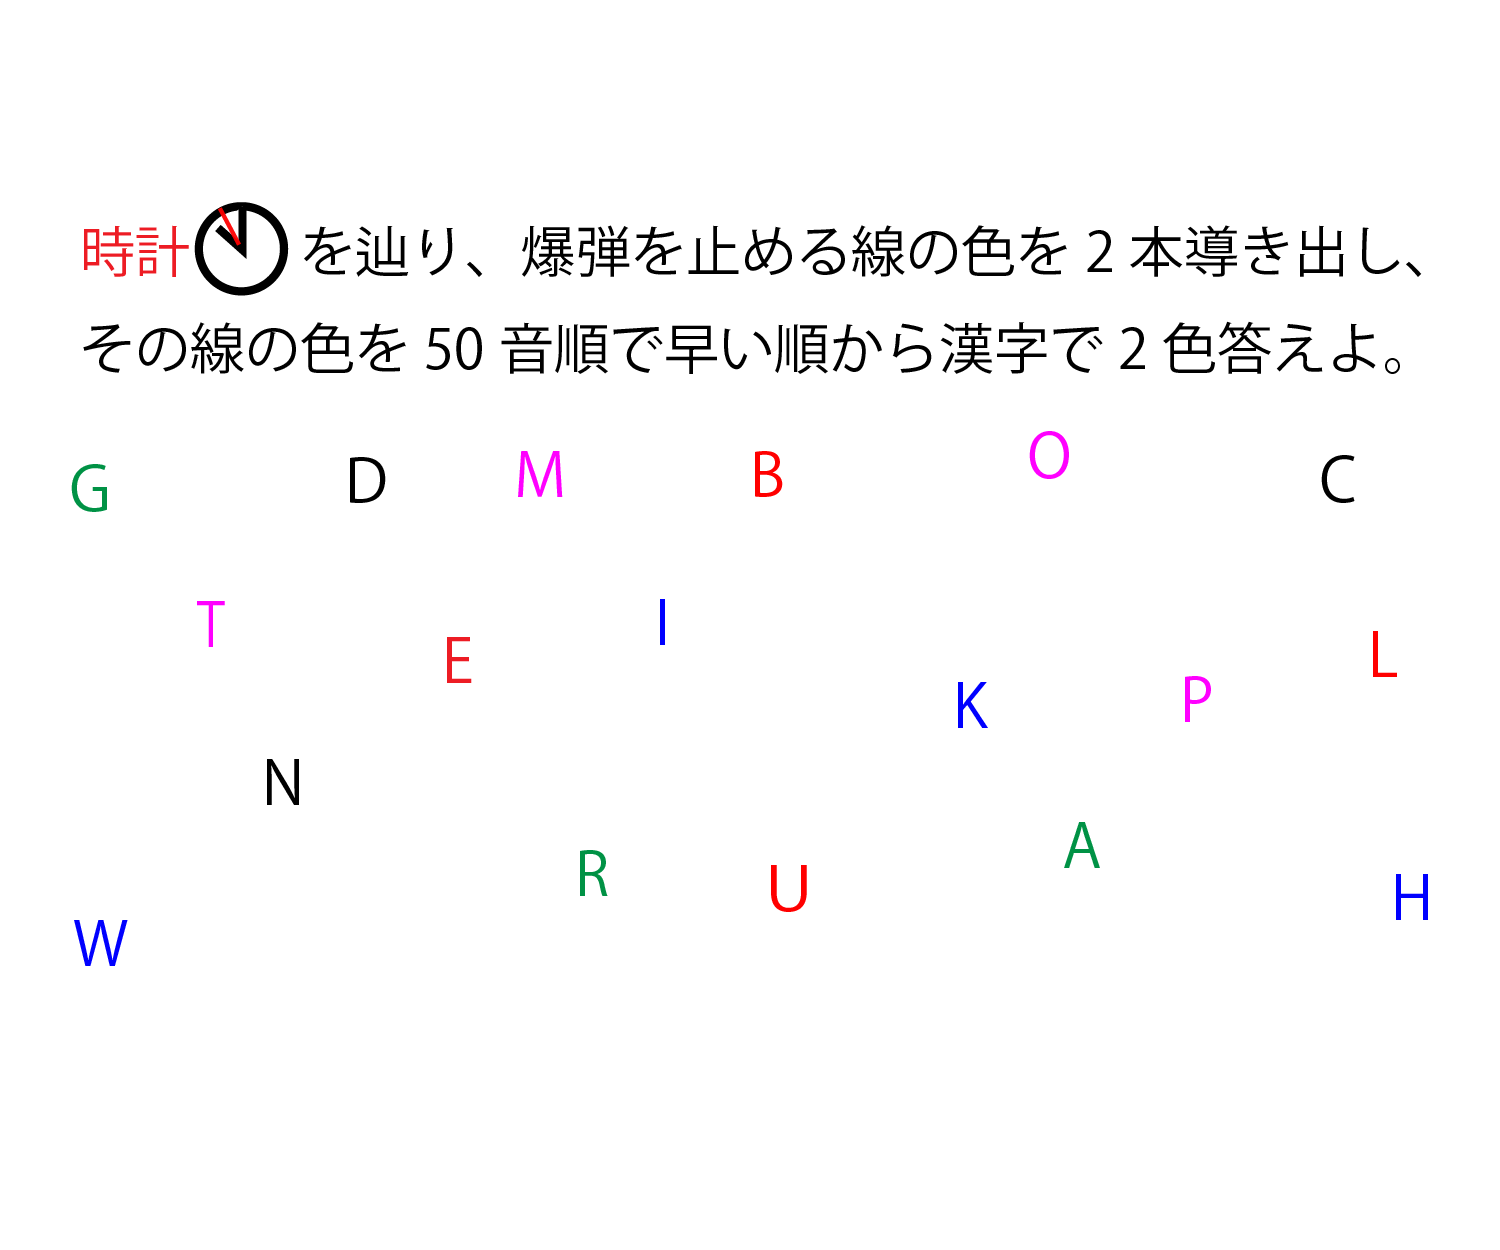 時計を辿り、爆弾を止める線の色を2本導き出し、
その線の色を50音順で早い順から漢字で2色答えよ。
G D M B O C
T E I K P L
N R U A H
W